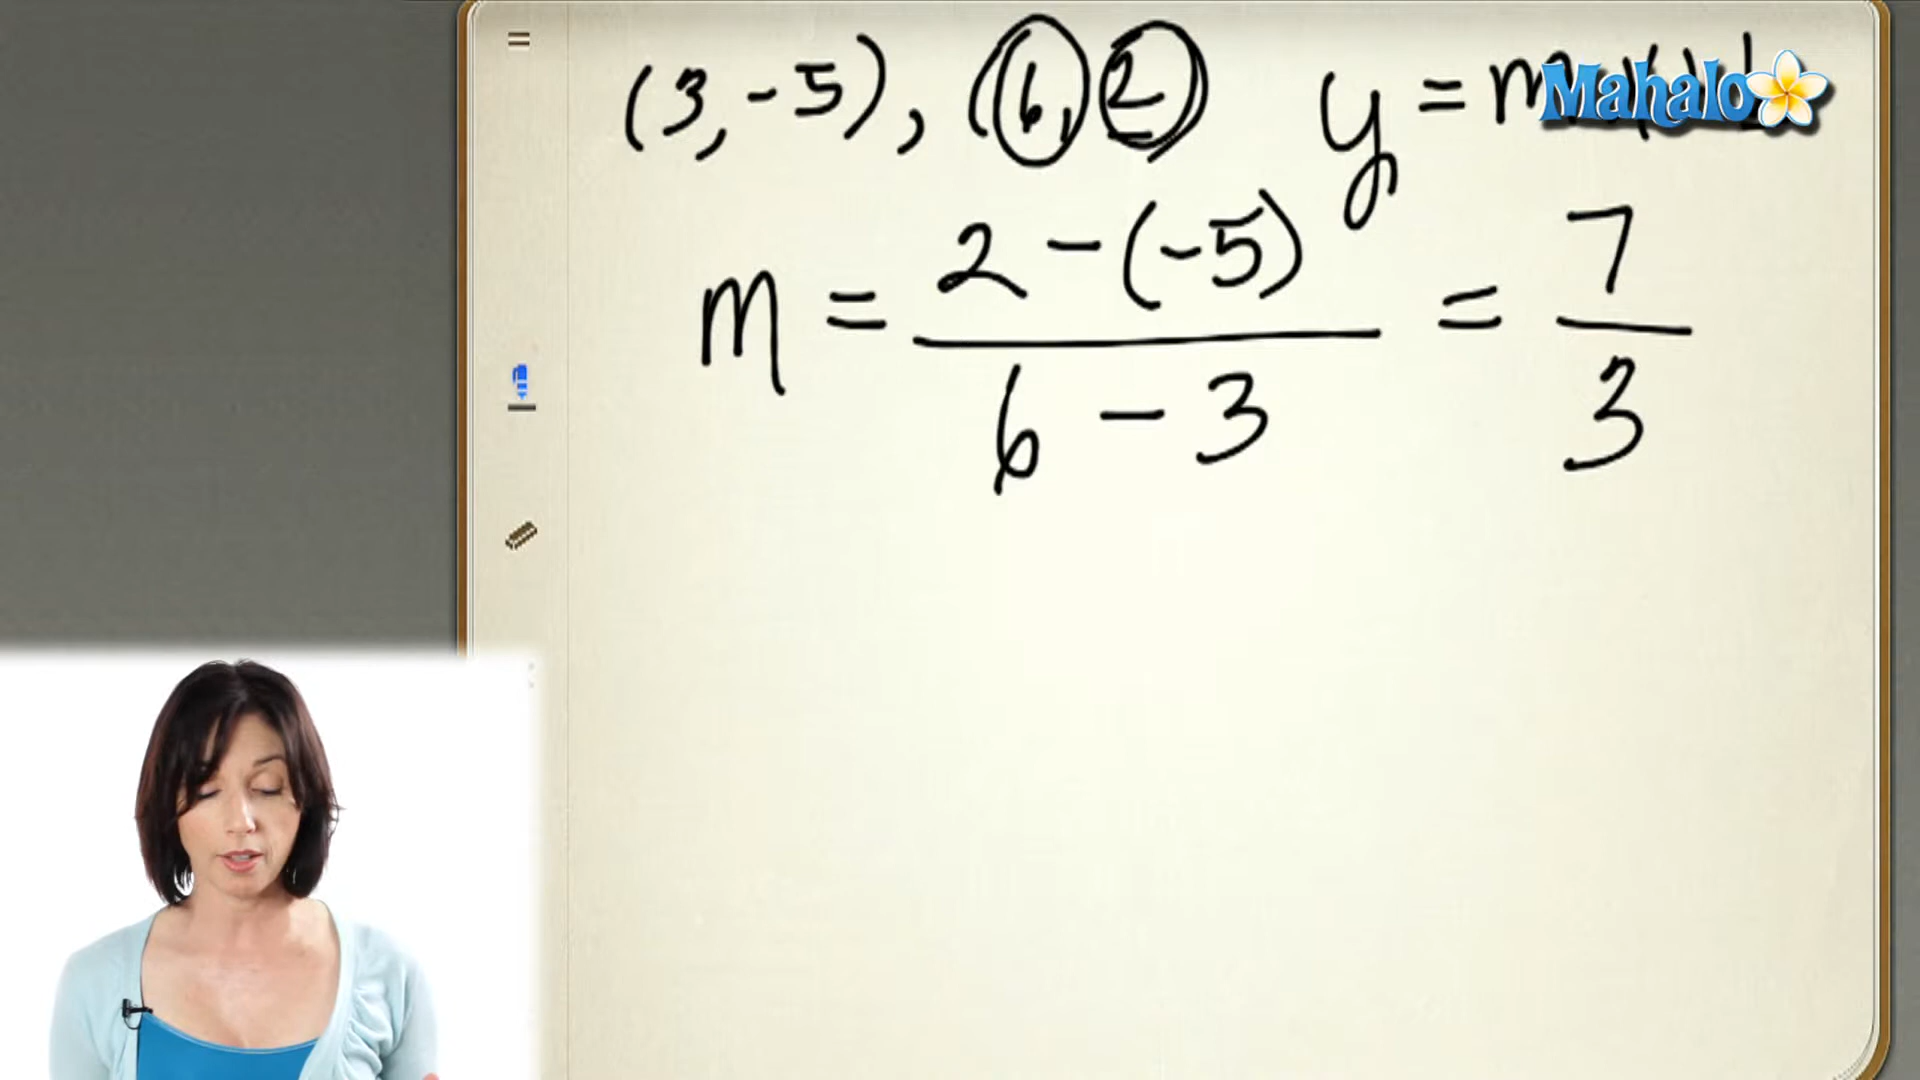 (3, -5), (6, 2) y = m
Mahalo
m = 2 - (-5) / 6 - 3 = 7 / 3